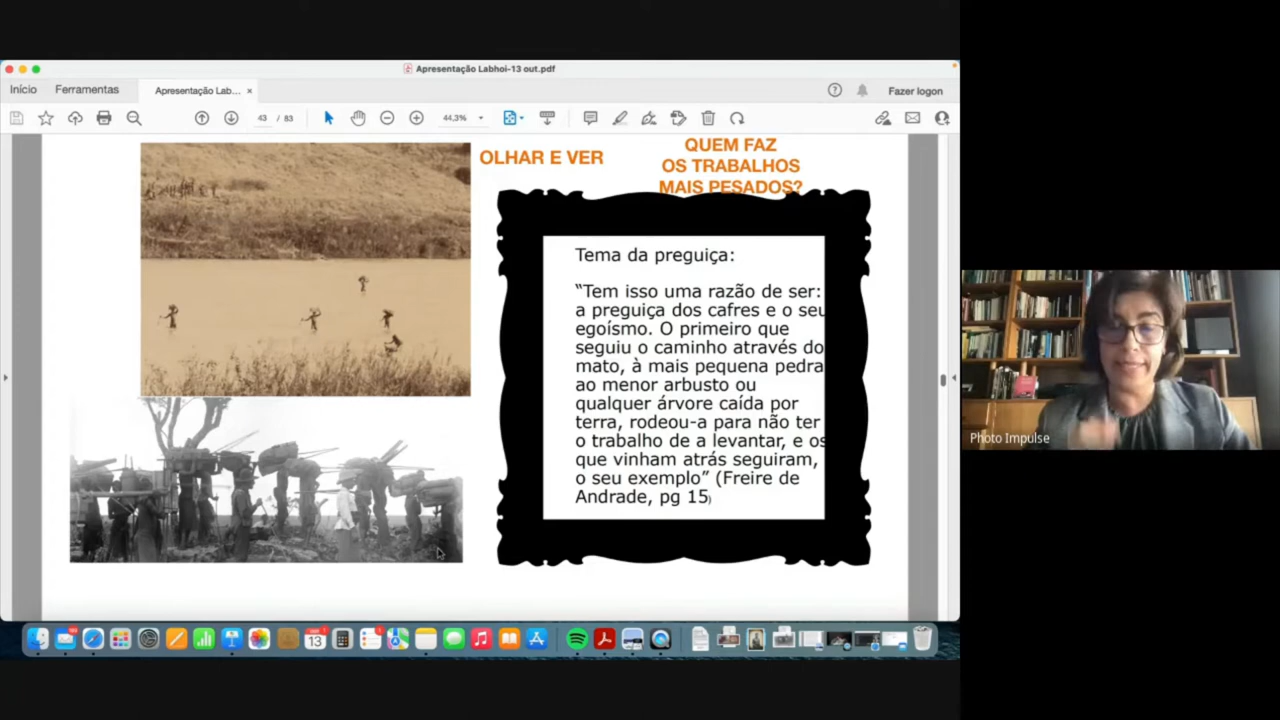 Apresentação Labhoi-13 out.pdf
Início
Ferramentas
Apresentação Lab...
Fazer logon
43 / 83
44,3%
OLHAR E VER
QUEM FAZ
OS TRABALHOS
MAIS PESADOS?
Tema da preguiça:
“Tem isso uma razão de ser:
a preguiça dos cafres e o seu
egoísmo. O primeiro que
seguiu o caminho através do
mato, à mais pequena pedra
ao menor arbusto ou
qualquer árvore caída por
terra, rodeou-a para não ter
o trabalho de a levantar, e os
que vinham atrás seguiram,
o seu exemplo” (Freire de
Andrade, pg 15)
Photo Impulse
13